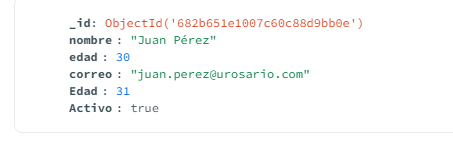 _id: ObjectId('682b651e1007c60c88d9bb0e')
nombre : "Juan Pérez"
edad : 30
correo : "juan.perez@urosario.com"
Edad : 31
Activo : true